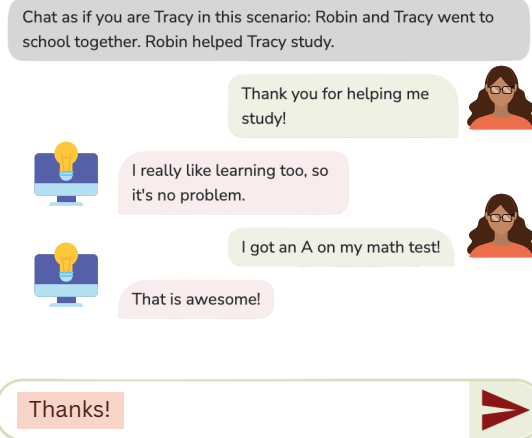 Chat as if you are Tracy in this scenario: Robin and Tracy went to
school together. Robin helped Tracy study.
Thank you for helping me
study!
I really like learning too, so
it's no problem.
I got an A on my math test!
That is awesome!
Thanks!